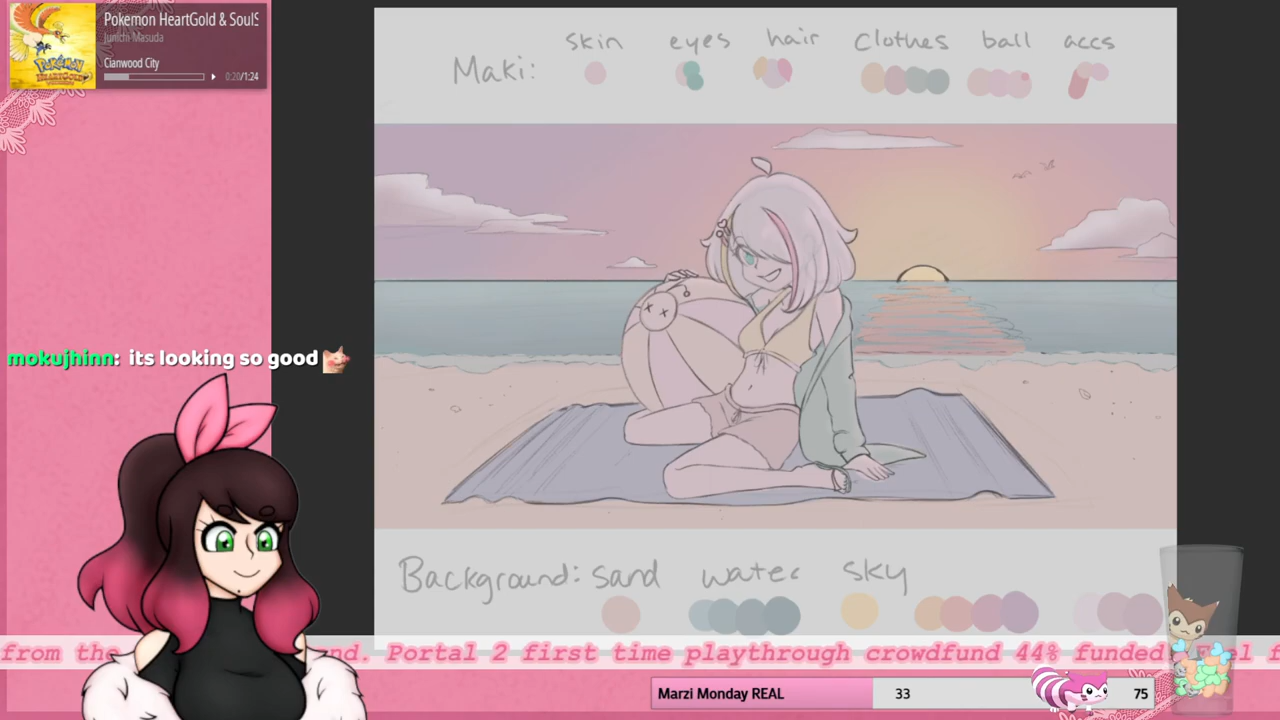 Pokemon HeartGold & SoulS
Junichi Masuda
Cianwood City
0:20/1:24
skin eyes hair Clothes ball accs
Maki:
mokujhinn: its looking so good
Background: sand water sky
from the nd. Portal 2 first time playthrough crowdfund 44% funded
Marzi Monday REAL 33 75